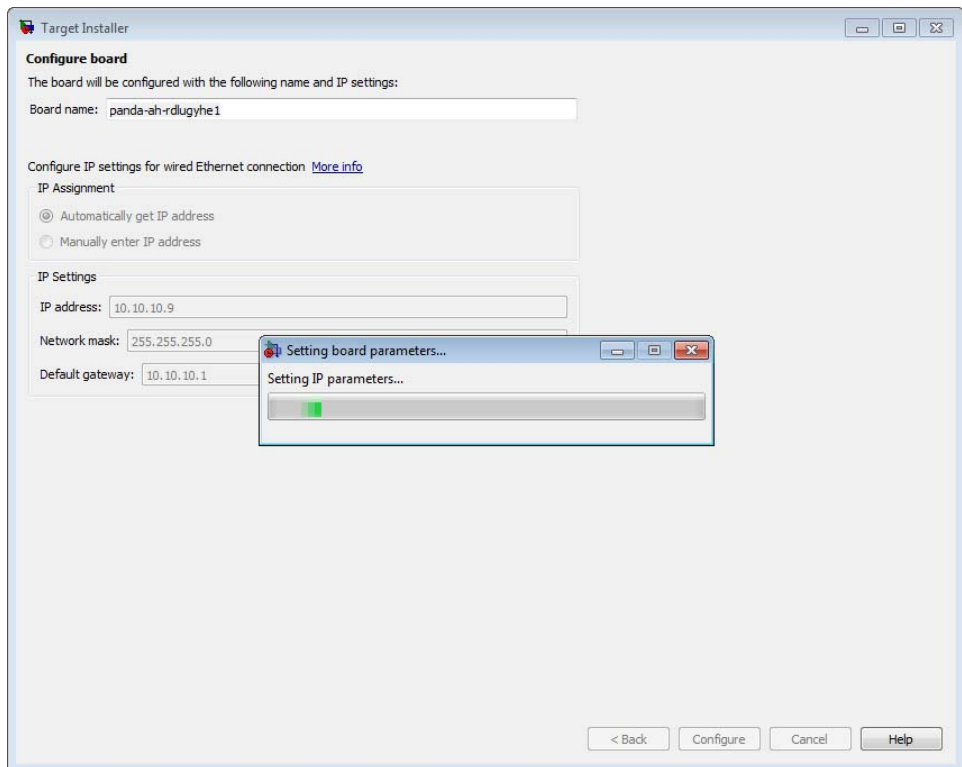 Target Installer
Configure board
The board will be configured with the following name and IP settings:
Board name: panda-ah-rdlugyhe1
Configure IP settings for wired Ethernet connection More info
IP Assignment
Automatically get IP address
Manually enter IP address
IP Settings
IP address: 10.10.10.9
Network mask: 255.255.255.0
Default gateway: 10.10.10.1
Setting board parameters...
Setting IP parameters...
< Back Configure Cancel Help